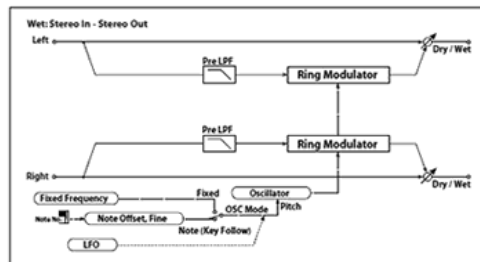 Wet: Stereo In - Stereo Out
Left
Dry / Wet
Pre LPF
Ring Modulator
Pre LPF
Ring Modulator
Right
Dry / Wet
Fixed Frequency
Fixed
Oscillator
OSC Mode
Pitch
Note No.
Note Offset, Fine
Note (Key Follow)
LFO